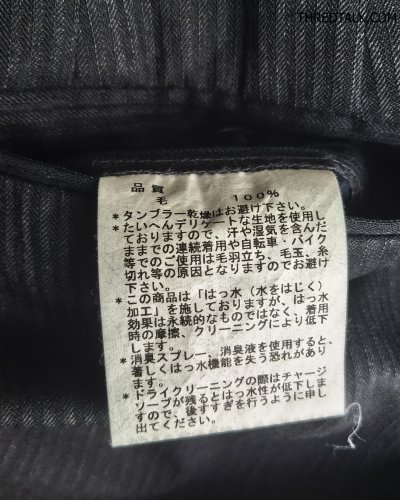 THREDTALK.COM
品質
毛 100%
*タンブラー乾燥はお避け下さい。
*たいへんデリケートな生地を使用し
ておりますので、汗や湿気を含んだ
ままでの連続着用や自転車・バイク
等でのご使用は毛羽立ち、毛玉、糸
切れ等の原因となりますのでお避け
下さい。
*この商品は「はっ水（水をはじく）
加工」を施しておりますが、はっ水
効果は永続的なものではなく、着用
時の摩擦、クリーニングにより低下
します。
*消臭スプレー、消臭液を使用すると、
著しくはっ水機能を失う恐れがあり
ます。
*ドライクリーニングの際はチャージ
ソープが残るとはっ水性が低下しま
すので、後すすぎを行うように申し
出てください。